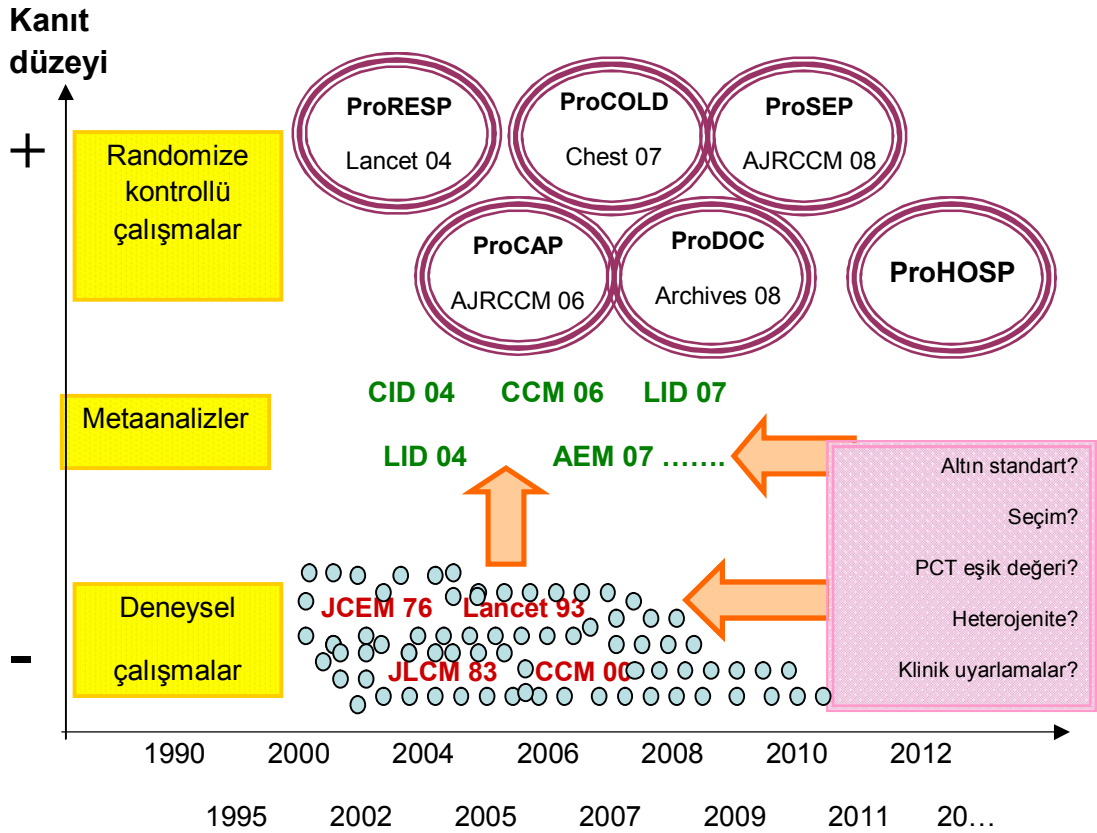 Kanıt
düzeyi
+
Randomize
kontrollü
çalışmalar
ProRESP
Lancet 04
ProCOLD
Chest 07
ProSEP
AJRCCM 08
ProCAP
AJRCCM 06
ProDOC
Archives 08
ProHOSP
Metaanalizler
CID 04 CCM 06 LID 07
LID 04 AEM 07 …….
Altın standart?
Seçim?
PCT eşik değeri?
Heterojenite?
Klinik uyarlamalar?
-
Deneysel
çalışmalar
JCEM 76 Lancet 93
JLCM 83 CCM 00
1990 2000 2004 2006 2008 2010 2012
1995 2002 2005 2007 2009 2011 20…